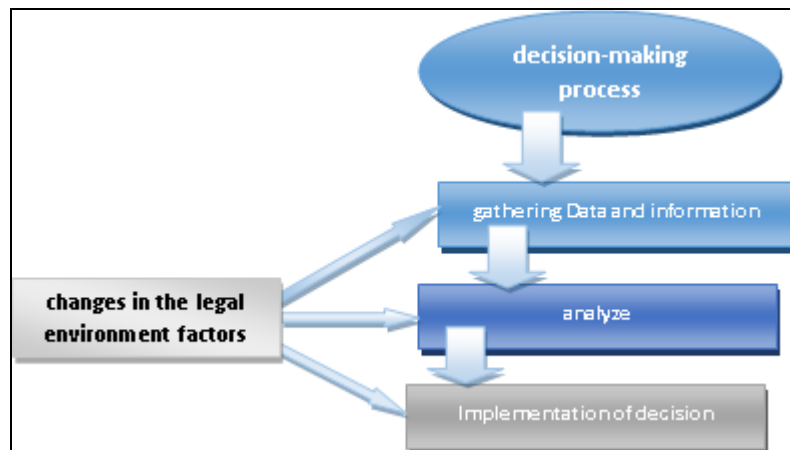 decision-making
process
gathering Data and information
changes in the legal
environment factors
analyze
Implementation of decision